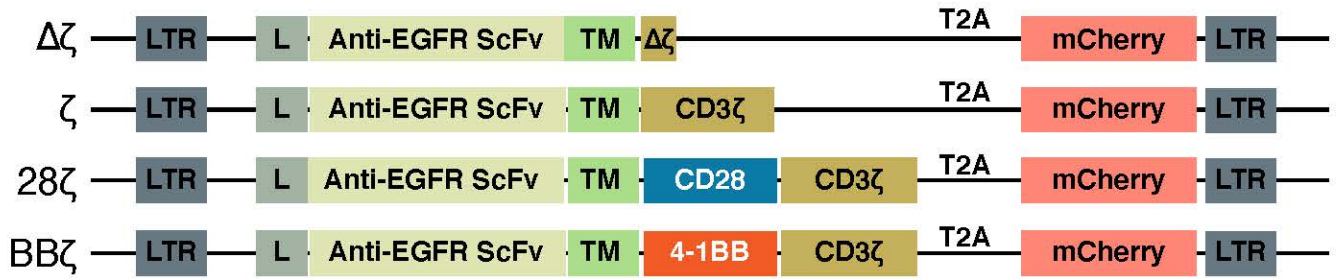 Δζ LTR L Anti-EGFR ScFv TM Δζ T2A mCherry LTR
ζ LTR L Anti-EGFR ScFv TM CD3ζ T2A mCherry LTR
28ζ LTR L Anti-EGFR ScFv TM CD28 CD3ζ T2A mCherry LTR
BBζ LTR L Anti-EGFR ScFv TM 4-1BB CD3ζ T2A mCherry LTR